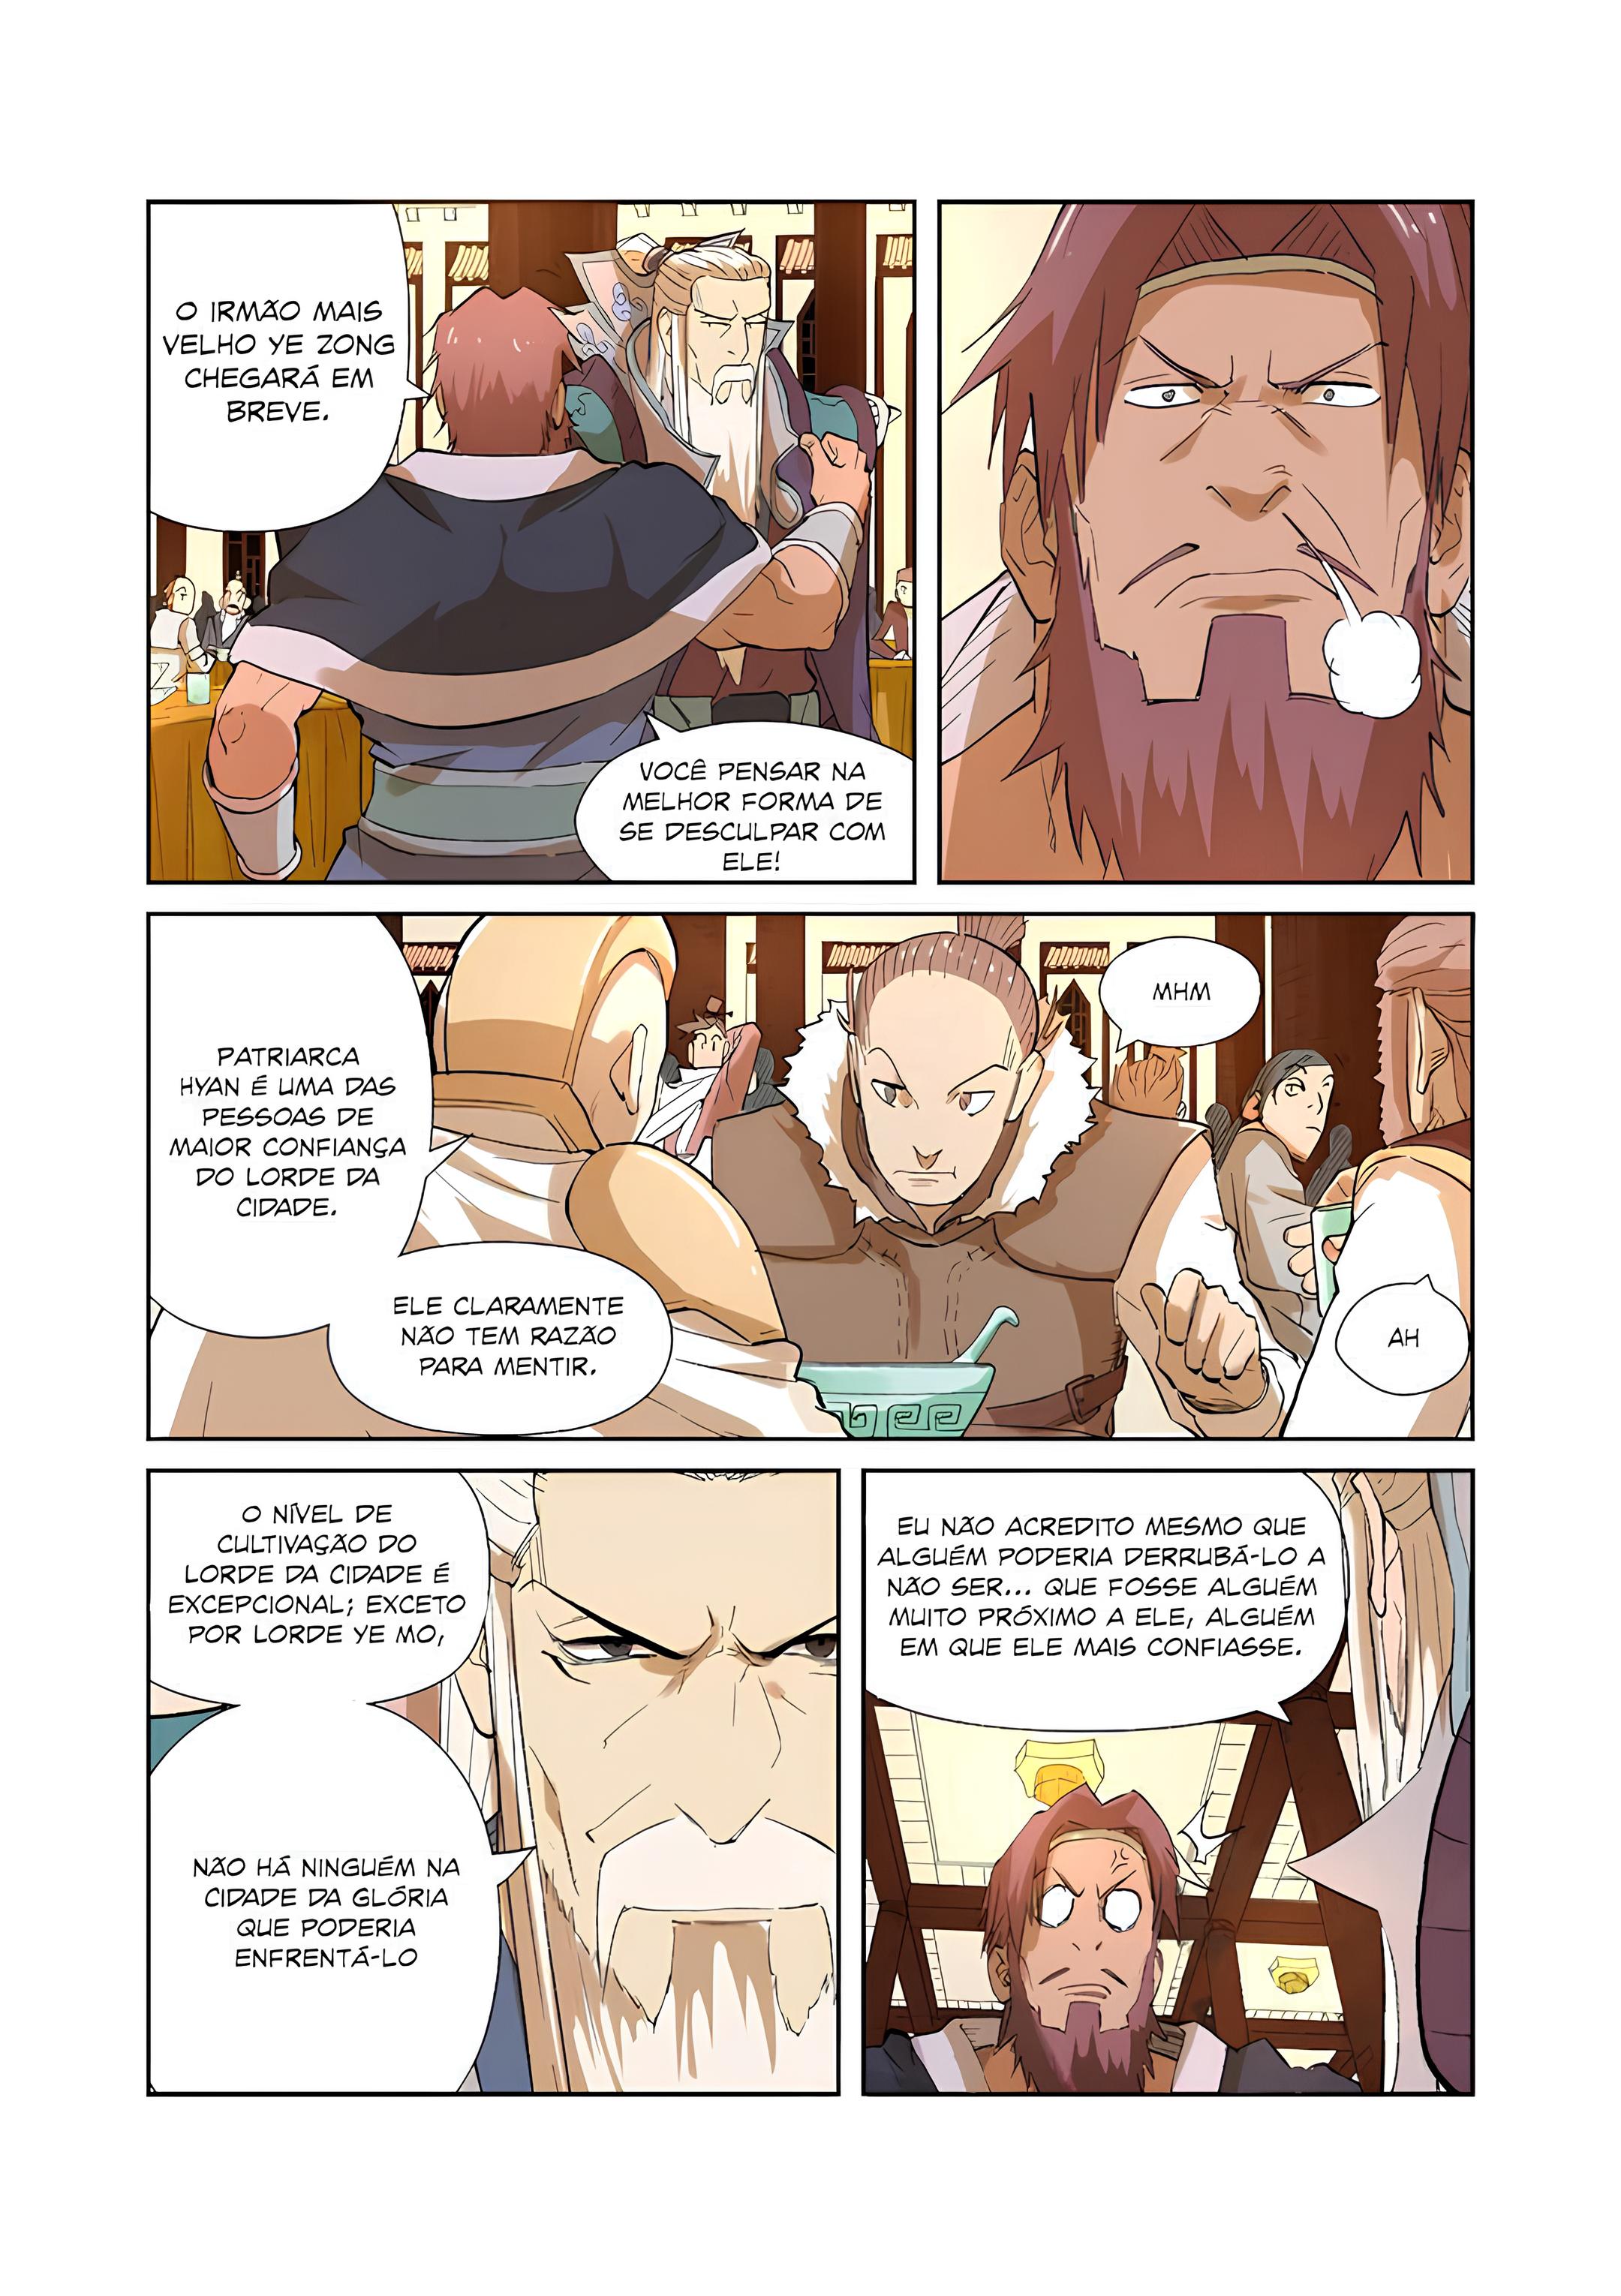 O IRMÃO MAIS
VELHO YE ZONG
CHEGARÁ EM
BREVE.
VOCÊ PENSAR NA
MELHOR FORMA DE
SE DESCULPAR COM
ELE!
PATRIARCA
HYAN É UMA DAS
PESSOAS DE
MAIOR CONFIANÇA
DO LORDE DA
CIDADE.
ELE CLARAMENTE
NÃO TEM RAZÃO
PARA MENTIR.
MHM
AH
O NÍVEL DE
CULTIVAÇÃO DO
LORDE DA CIDADE É
EXCEPCIONAL; EXCETO
POR LORDE YE MO,
NÃO HÁ NINGUÉM NA
CIDADE DA GLÓRIA
QUE PODERIA
ENFRENTÁ-LO
EU NÃO ACREDITO MESMO QUE
ALGUÉM PODERIA DERRUBÁ-LO A
NÃO SER... QUE FOSSE ALGUÉM
MUITO PRÓXIMO A ELE, ALGUÉM
EM QUE ELE MAIS CONFIASSE.